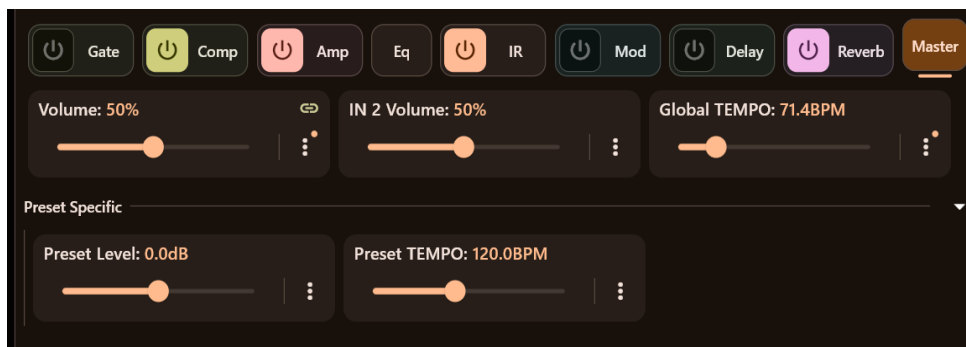 Gate Comp Amp Eq IR Mod Delay Reverb Master
Volume: 50% IN 2 Volume: 50% Global TEMPO: 71.4BPM
Preset Specific
Preset Level: 0.0dB Preset TEMPO: 120.0BPM